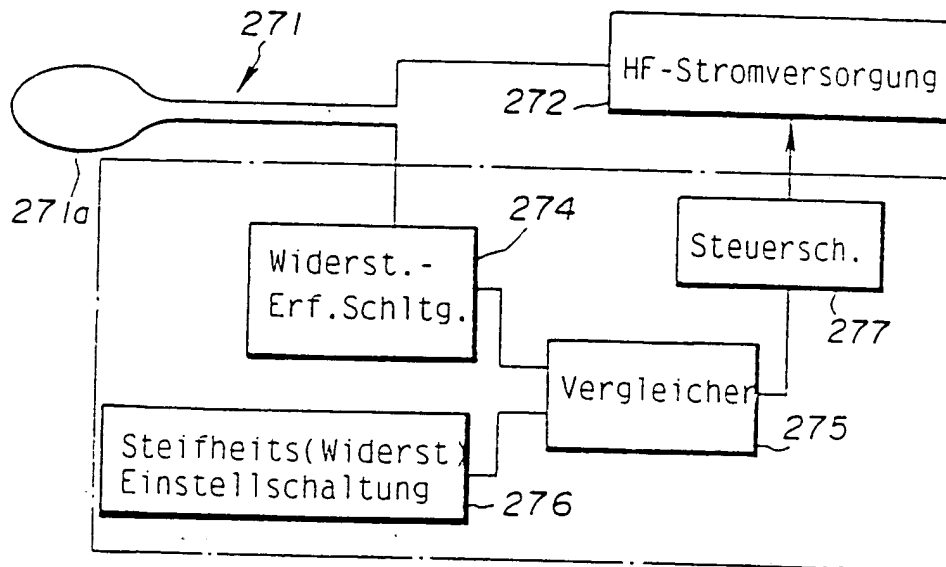 271
HF-Stromversorgung
272
271a
274
Widerst.-
Erf.Schltg.
Steuersch.
277
Vergleicher
275
Steifheits(Widerst)
Einstellschaltung
276